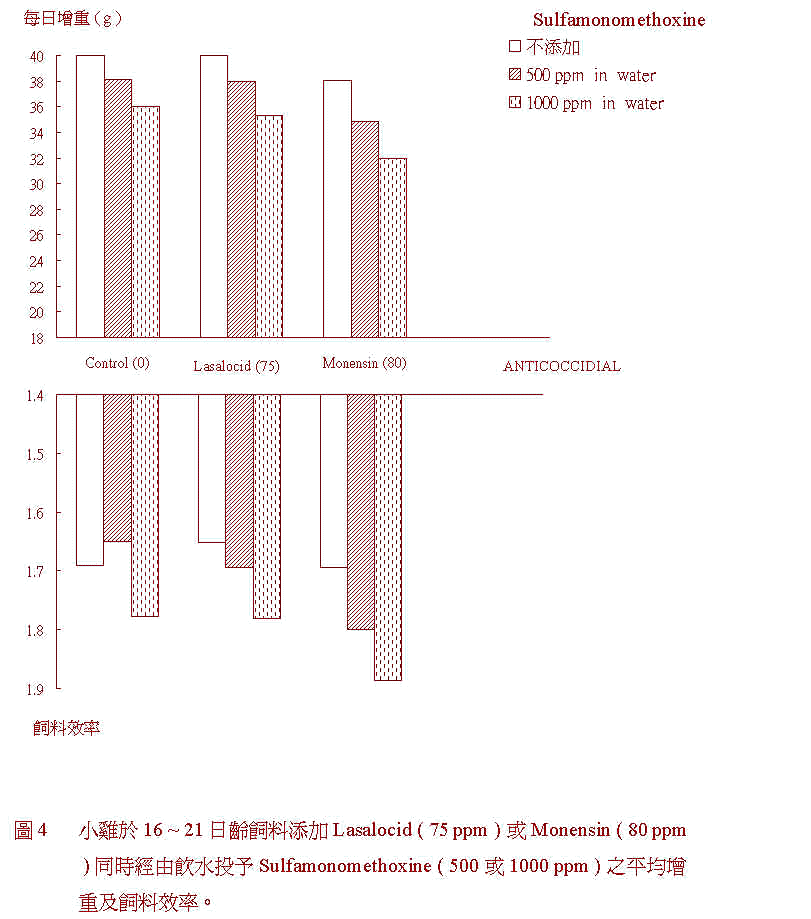 每日增重(g)
Sulfamonomethoxine
不添加
500 ppm in water
1000 ppm in water
40
38
36
34
32
30
28
26
24
22
20
18
Control (0)
Lasalocid (75)
Monensin (80)
ANTICOCCIDIAL
1.4
1.5
1.6
1.7
1.8
1.9
飼料效率
圖 4 小雞於 16 ~ 21 日齡飼料添加 Lasalocid ( 75 ppm ) 或 Monensin ( 80 ppm
) 同時經由飲水投予 Sulfamonomethoxine ( 500 或 1000 ppm ) 之平均增
重及飼料效率。